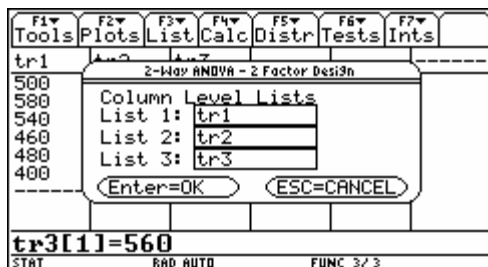 F1▾ F2▾ F3▾ F4▾ F5▾ F6▾ F7▾
Tools Plots List Calc Distr Tests Ints
tr1
2-Way ANOVA - 2 Factor Design
500
580
540
460
480
400
------
Column Level Lists
List 1: tr1
List 2: tr2
List 3: tr3
Enter=OK ESC=CANCEL
tr3[1]=560
STAT RAD AUTO FUNC 3/3